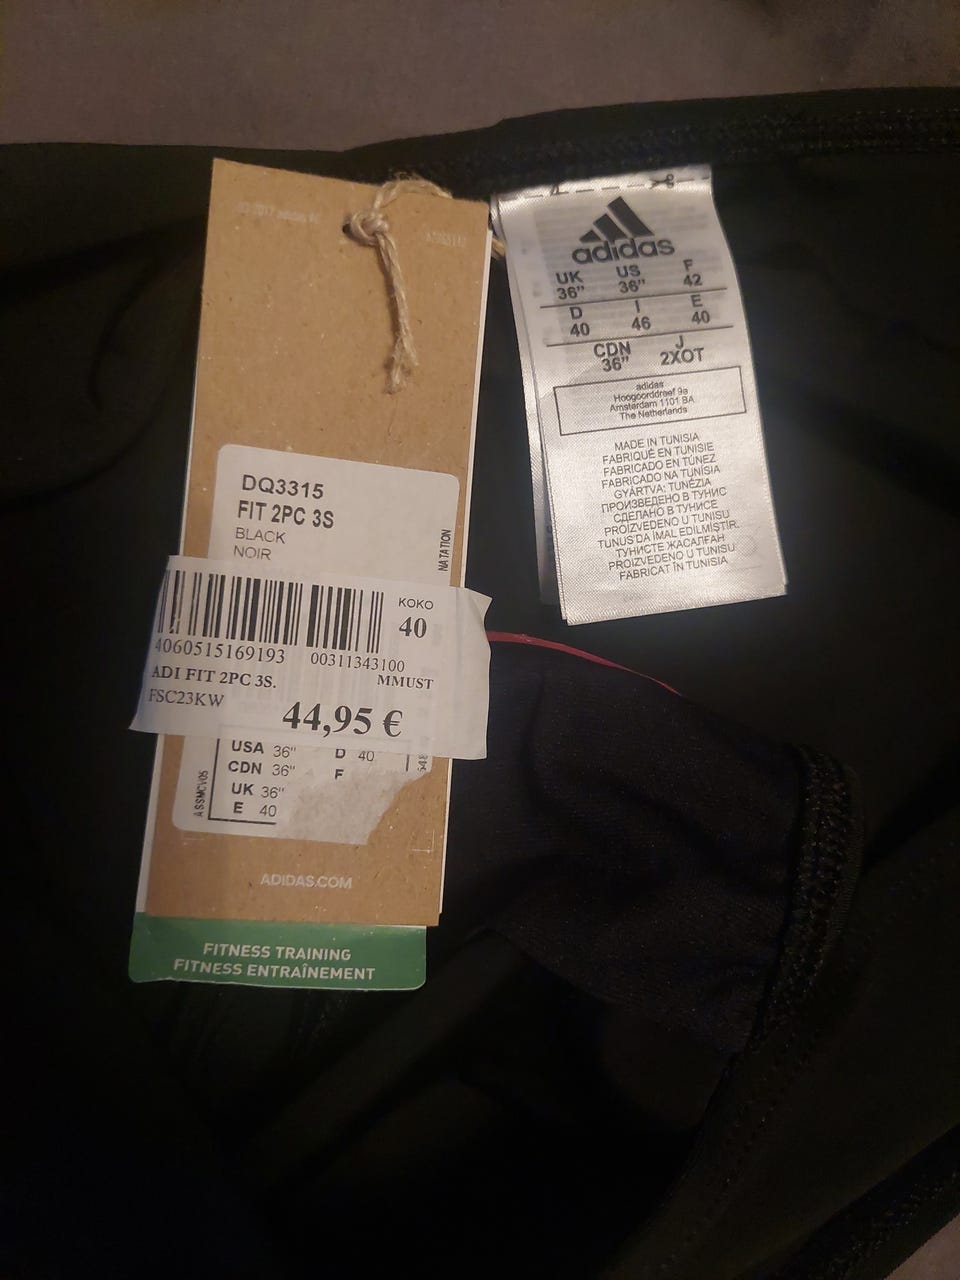 DQ3315
FIT 2PC 3S
BLACK
NOIR
NATATION
KOKO
40
4060515169193
00311343100
ADI FIT 2PC 3S.
MMUST
FSC23KW
44,95 €
USA 36"
D 40
CDN 36"
F
UK 36"
E 40
ADIDAS.COM
FITNESS TRAINING
FITNESS ENTRAÎNEMENT
adidas
UK US F
36" 36" 42
D I E
40 46 40
CDN J
36" 2XOT
adidas
Hoogoorddreef 9a
Amsterdam 1101 BA
The Netherlands
MADE IN TUNISIA
FABRIQUÉ EN TUNISIE
FABRICADO EN TÚNEZ
FABRICADO NA TUNÍSIA
GYÁRTVA: TUNÉZIA
ПРОИЗВЕДЕНО В ТУНИС
СДЕЛАНО В ТУНИСЕ
PROIZVEDENO U TUNISU
TUNUS'DA İMAL EDİLMİŞTİR.
ТУНИСТЕ ЖАСАЛҒАН
PROIZVEDENO U TUNISU
FABRICAT ÎN TUNISIA